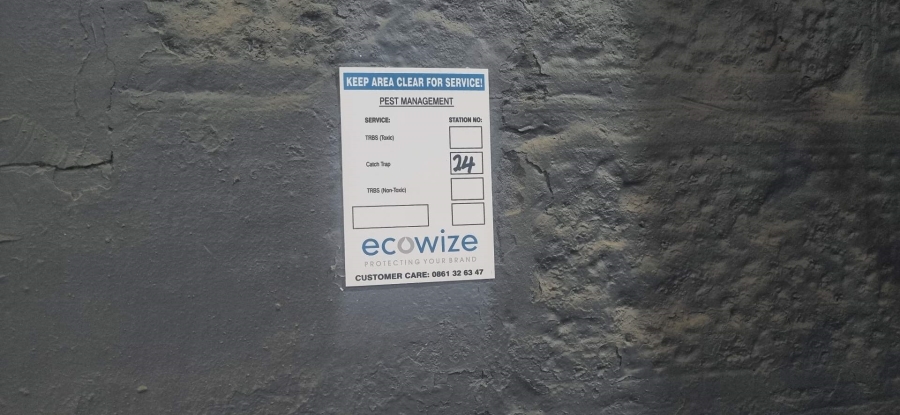 KEEP AREA CLEAR FOR SERVICE!
PEST MANAGEMENT
SERVICE: STATION NO:
TRBS (Toxic)
Catch Trap 24
TRBS (Non-Toxic)
ecowize
PROTECTING YOUR BRAND
CUSTOMER CARE: 0861 32 63 47